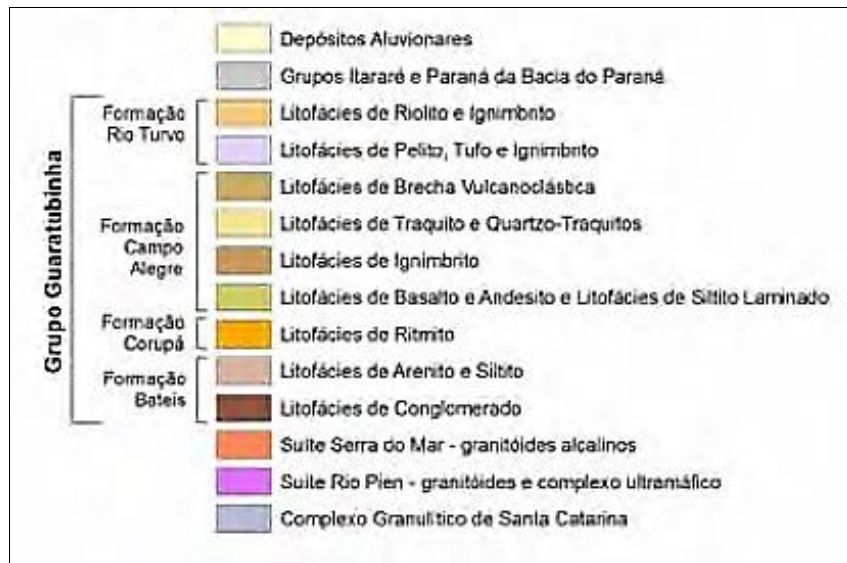 Depósitos Aluvionares
Grupos Itararé e Paraná da Bacia do Paraná
Grupo Guaratubinha
Formação
Rio Turvo
Litofácies de Riolito e Ignimbrito
Litofácies de Pelito, Tufo e Ignimbrito
Formação
Campo
Alegre
Litofácies de Brecha Vulcanoclástica
Litofácies de Traquito e Quartzo-Traquitos
Litofácies de Ignimbrito
Litofácies de Basalto e Andesito e Litofácies de Siltito Laminado
Formação
Corupá
Litofácies de Ritmito
Formação
Bateis
Litofácies de Arenito e Siltito
Litofácies de Conglomerado
Suite Serra do Mar - granitóides alcalinos
Suite Rio Pien - granitóides e complexo ultramáfico
Complexo Granulítico de Santa Catarina